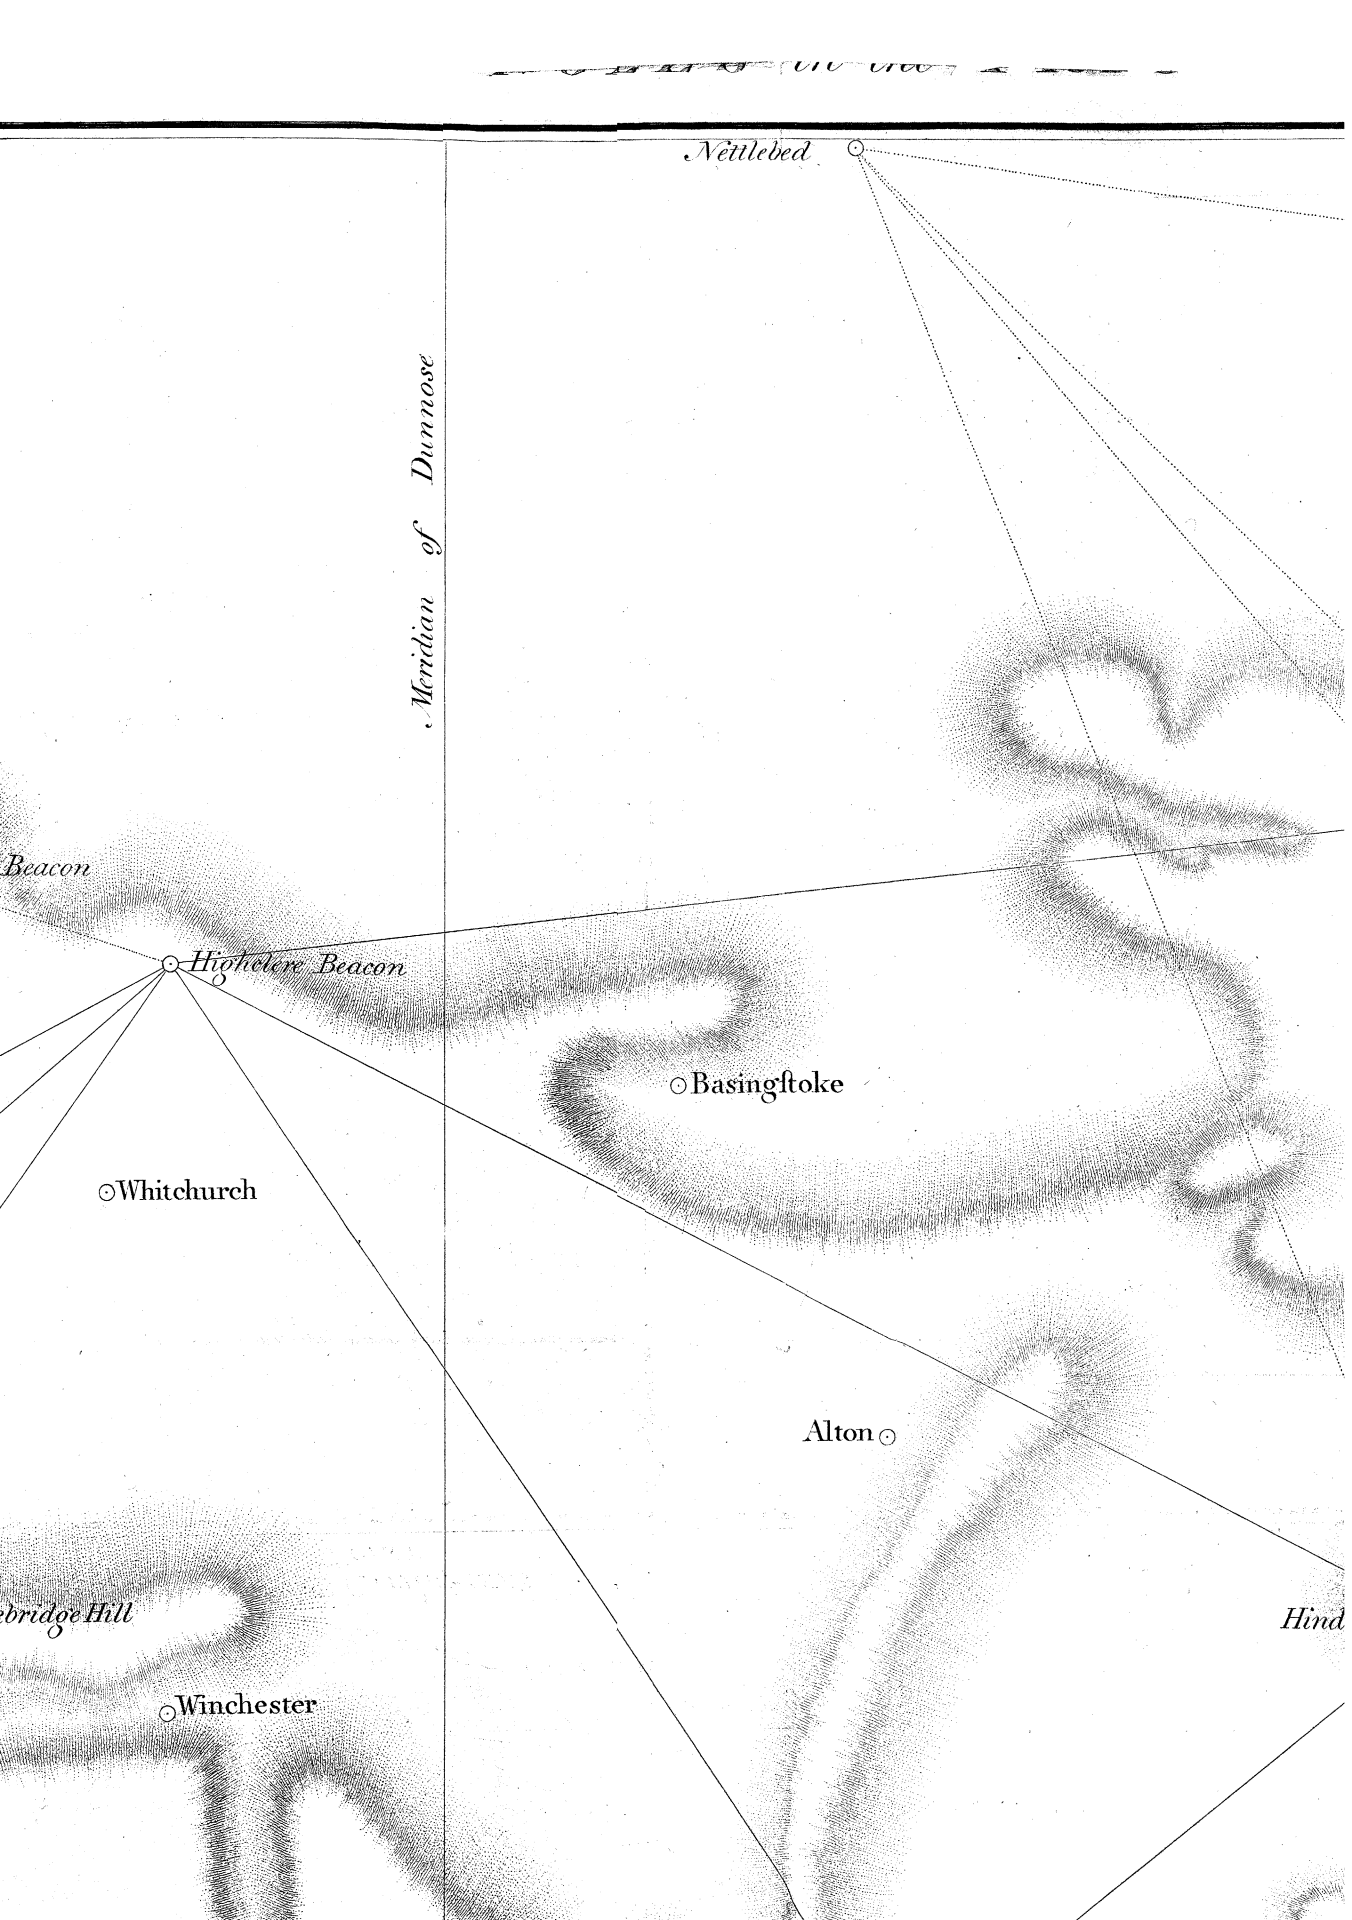 Nettlebed
Meridian of Dunnose
Beacon
Highclere Beacon
Basingſtoke
Whitchurch
Alton
ebridge Hill
Hind
Winchester